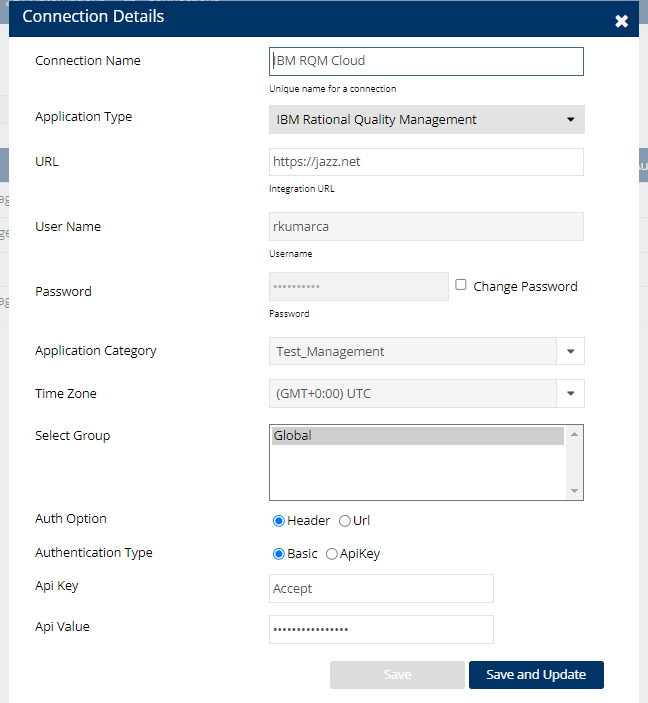 Connection Details
Connection Name IBM RQM Cloud
Unique name for a connection
Application Type IBM Rational Quality Management
URL https://jazz.net
Integration URL
User Name rkumarca
Username
Password •••••••••• Change Password
Password
Application Category Test_Management
Time Zone (GMT+0:00) UTC
Select Group Global
Auth Option Header Url
Authentication Type Basic ApiKey
Api Key Accept
Api Value ••••••••••••••••
Save Save and Update